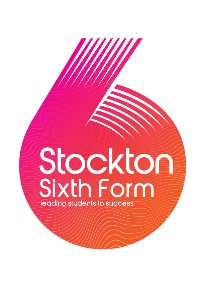 Stockton
Sixth Form
leading students to success